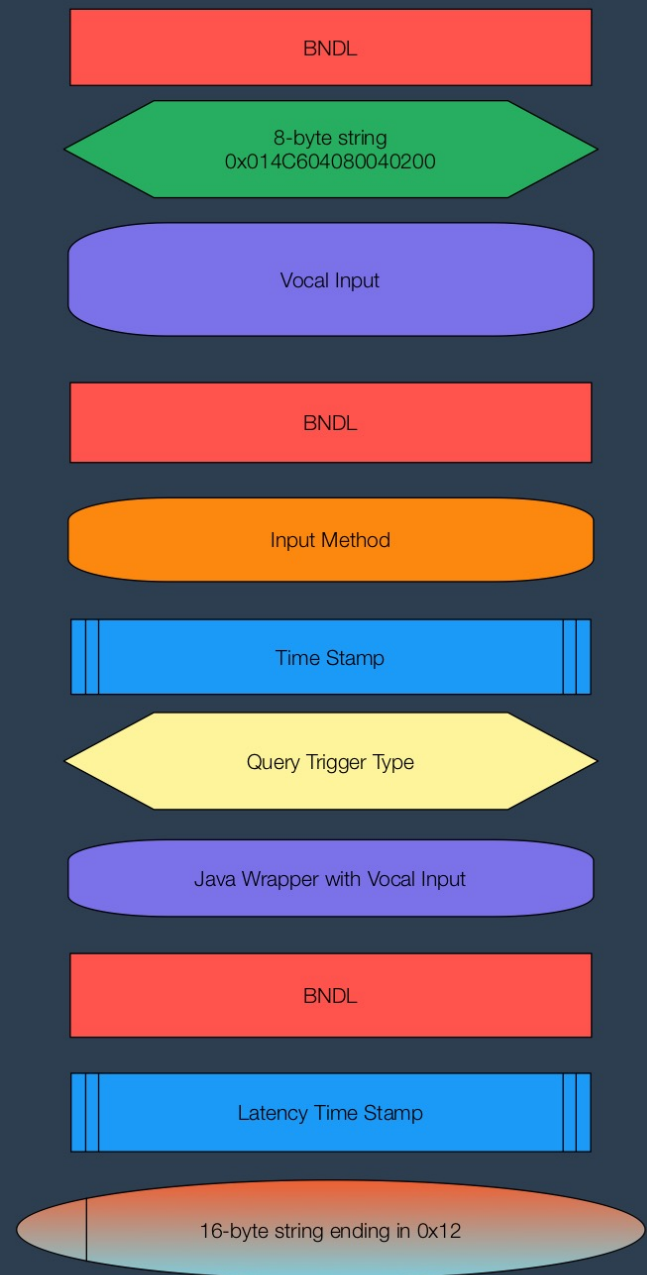 BNDL
8-byte string
0x014C604080040200
Vocal Input
BNDL
Input Method
Time Stamp
Query Trigger Type
Java Wrapper with Vocal Input
BNDL
Latency Time Stamp
16-byte string ending in 0x12